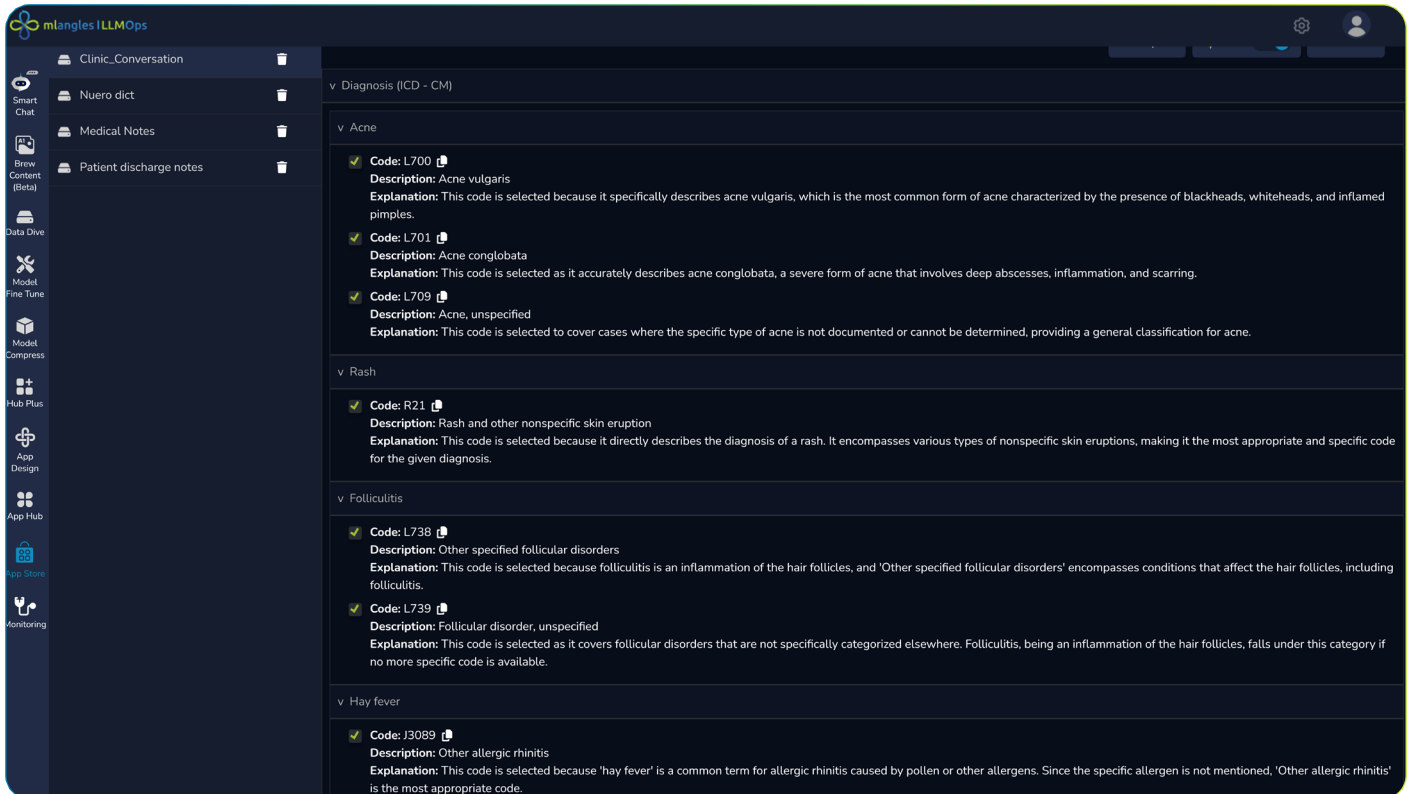 mlangles | LLMOps
Smart
Chat
Brew
Content
(Beta)
Data Dive
Model
Fine Tune
Model
Compress
Hub Plus
App
Design
App Hub
App Store
Monitoring
Clinic_Conversation
Nuero dict
Medical Notes
Patient discharge notes
v Diagnosis (ICD - CM)
v Acne
Code: L700
Description: Acne vulgaris
Explanation: This code is selected because it specifically describes acne vulgaris, which is the most common form of acne characterized by the presence of blackheads, whiteheads, and inflamed
pimples.
Code: L701
Description: Acne conglobata
Explanation: This code is selected as it accurately describes acne conglobata, a severe form of acne that involves deep abscesses, inflammation, and scarring.
Code: L709
Description: Acne, unspecified
Explanation: This code is selected to cover cases where the specific type of acne is not documented or cannot be determined, providing a general classification for acne.
v Rash
Code: R21
Description: Rash and other nonspecific skin eruption
Explanation: This code is selected because it directly describes the diagnosis of a rash. It encompasses various types of nonspecific skin eruptions, making it the most appropriate and specific code
for the given diagnosis.
v Folliculitis
Code: L738
Description: Other specified follicular disorders
Explanation: This code is selected because folliculitis is an inflammation of the hair follicles, and 'Other specified follicular disorders' encompasses conditions that affect the hair follicles, including
folliculitis.
Code: L739
Description: Follicular disorder, unspecified
Explanation: This code is selected as it covers follicular disorders that are not specifically categorized elsewhere. Folliculitis, being an inflammation of the hair follicles, falls under this category if
no more specific code is available.
v Hay fever
Code: J3089
Description: Other allergic rhinitis
Explanation: This code is selected because 'hay fever' is a common term for allergic rhinitis caused by pollen or other allergens. Since the specific allergen is not mentioned, 'Other allergic rhinitis'
is the most appropriate code.